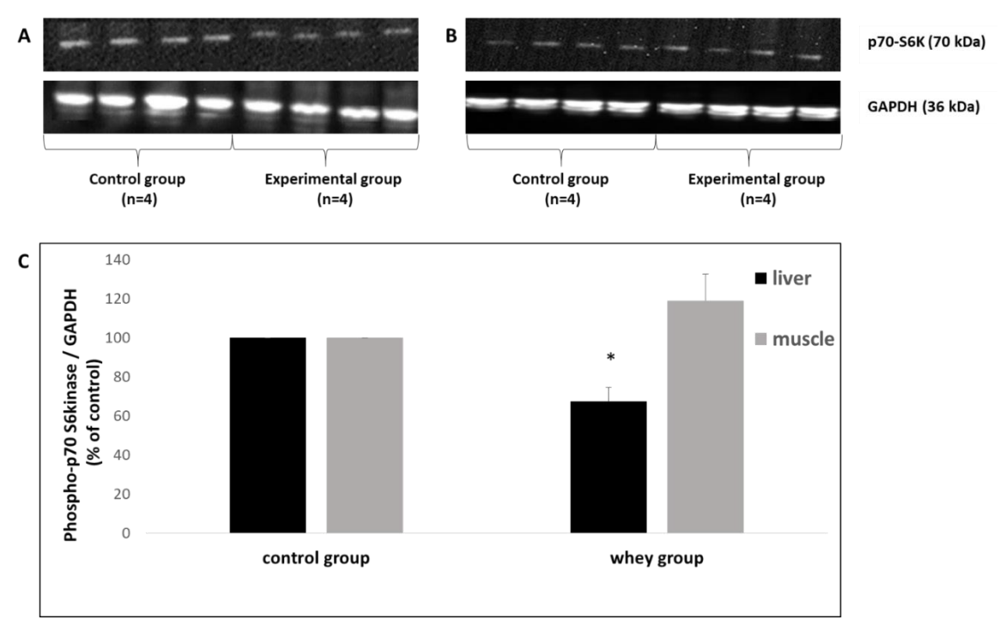 A
B
p70-S6K (70 kDa)
GAPDH (36 kDa)
Control group
(n=4)
Experimental group
(n=4)
Control group
(n=4)
Experimental group
(n=4)
C
Phospho-p70 S6kinase / GAPDH
(% of control)
140
120
100
80
60
40
20
0
*
liver
muscle
control group
whey group